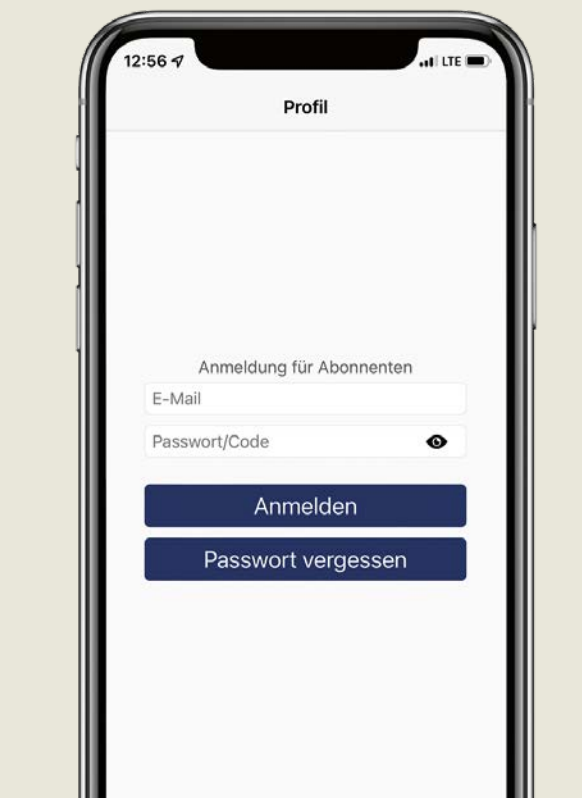 12:56
LTE
Profil
Anmeldung für Abonnenten
E-Mail
Passwort/Code
Anmelden
Passwort vergessen